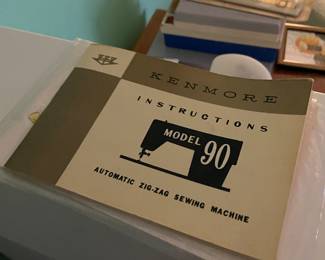 KENMORE
INSTRUCTIONS
MODEL
90
AUTOMATIC ZIG-ZAG SEWING MACHINE